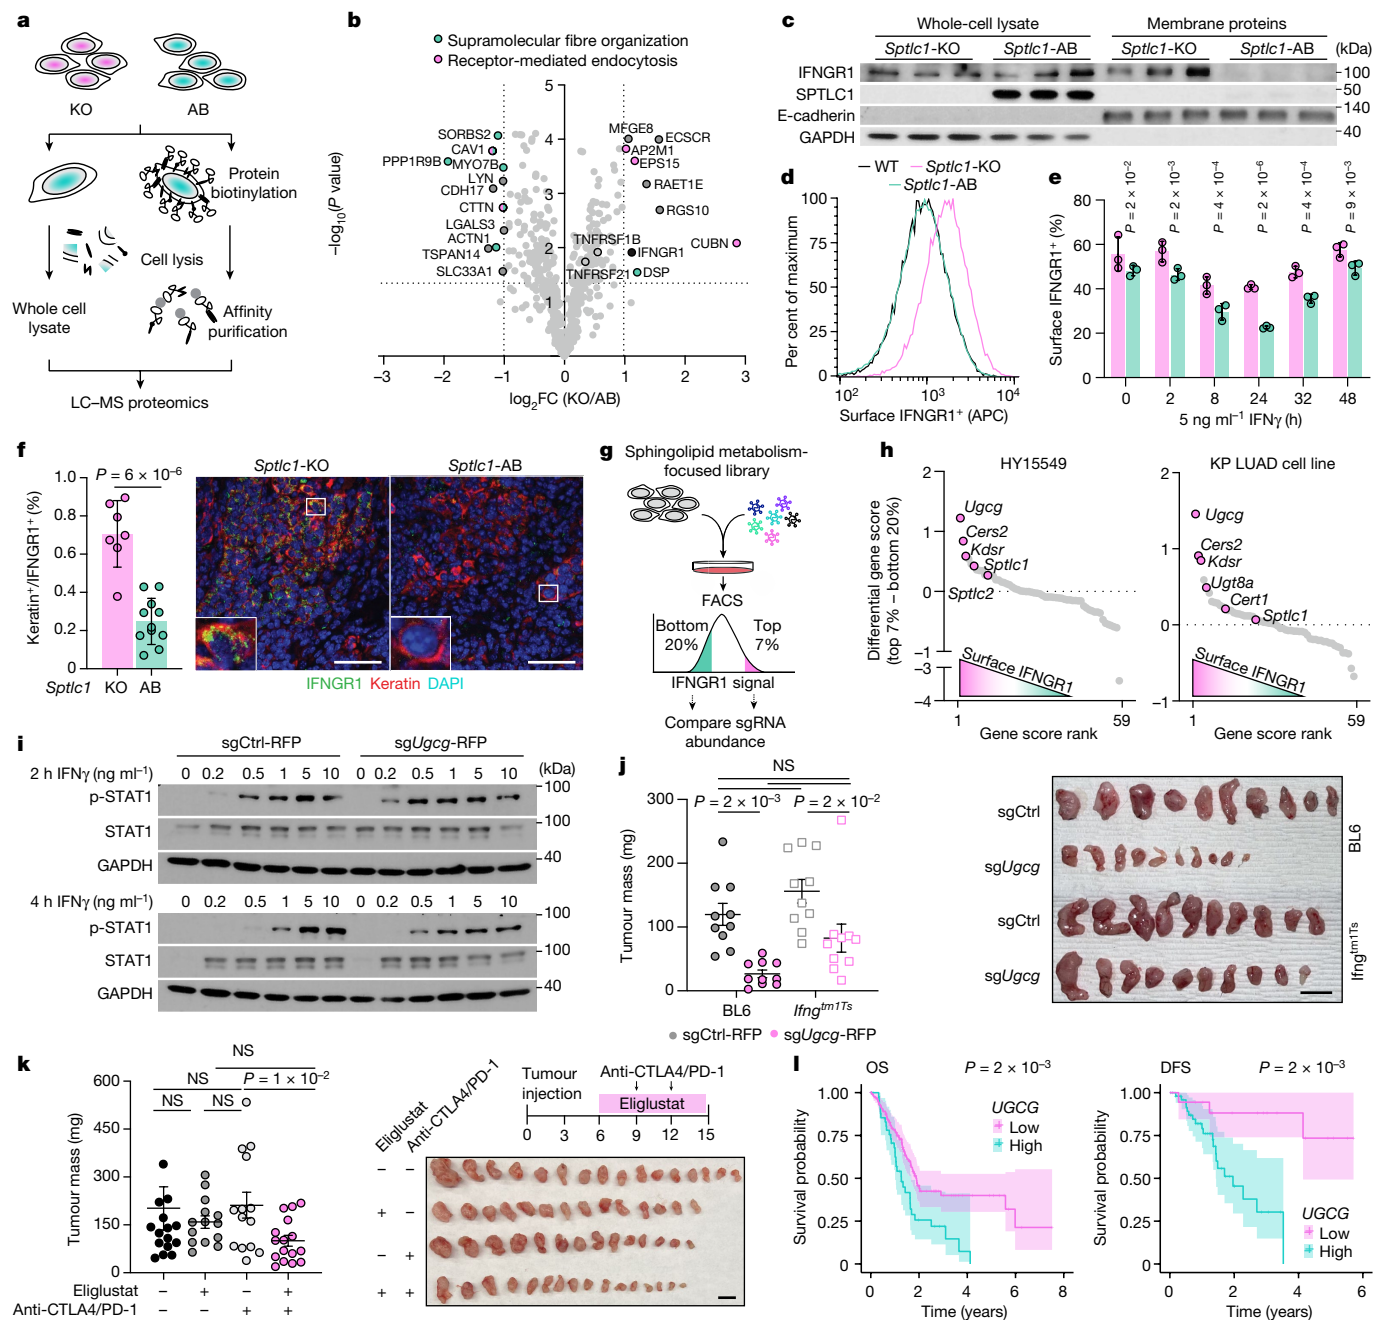 a
KO
AB
Protein
biotinylation
Cell lysis
Whole cell
lysate
Affinity
purification
LC–MS proteomics
b
Supramolecular fibre organization
Receptor-mediated endocytosis
–log10(P value)
5
4
3
2
1
SORBS2
CAV1
PPP1R9B
MYO7B
LYN
CDH17
CTTN
LGALS3
ACTN1
TSPAN14
SLC33A1
MFGE8
ECSCR
AP2M1
EPS15
RAET1E
RGS10
TNFRSF1B
CUBN
IFNGR1
TNFRSF21
DSP
–3 –2 –1 0 1 2 3
log2FC (KO/AB)
c
Whole-cell lysate
Membrane proteins
Sptlc1-KO
Sptlc1-AB
Sptlc1-KO
Sptlc1-AB
(kDa)
IFNGR1
100
SPTLC1
50
140
E-cadherin
GAPDH
40
d
WT
Sptlc1-KO
Sptlc1-AB
Per cent of maximum
100
75
50
25
0
10² 10³ 10⁴
Surface IFNGR1⁺ (APC)
e
Surface IFNGR1⁺ (%)
80
60
40
20
0
P = 2 × 10⁻²
P = 2 × 10⁻³
P = 4 × 10⁻⁴
P = 2 × 10⁻⁶
P = 4 × 10⁻⁴
P = 9 × 10⁻³
0 2 8 24 32 48
5 ng ml⁻¹ IFNγ (h)
f
Keratin⁺/IFNGR1⁺ (%)
1.0
0.8
0.6
0.4
0.2
0
P = 6 × 10⁻⁶
Sptlc1 KO AB
Sptlc1-KO
Sptlc1-AB
IFNGR1 Keratin DAPI
g
Sphingolipid metabolism-
focused library
FACS
Bottom
20%
Top
7%
IFNGR1 signal
Compare sgRNA
abundance
h
HY15549
KP LUAD cell line
Differential gene score
(top 7% – bottom 20%)
2
1
0
–1
–3
–4
Ugcg
Cers2
Kdsr
Sptlc1
Sptlc2
Surface IFNGR1
1 59
Gene score rank
2
1
0
–1
Ugcg
Cers2
Kdsr
Ugt8a
Cert1
Sptlc1
Surface IFNGR1
1 59
Gene score rank
i
sgCtrl-RFP
sgUgcg-RFP
2 h IFNγ (ng ml⁻¹) 0 0.2 0.5 1 5 10 0 0.2 0.5 1 5 10 (kDa)
p-STAT1
100
STAT1
100
GAPDH
40
4 h IFNγ (ng ml⁻¹) 0 0.2 0.5 1 5 10 0 0.2 0.5 1 5 10
p-STAT1
100
STAT1
100
GAPDH
40
j
NS
P = 2 × 10⁻³
P = 2 × 10⁻²
Tumour mass (mg)
300
200
100
0
BL6
Ifngtm1Ts
sgCtrl-RFP
sgUgcg-RFP
sgCtrl
sgUgcg
sgCtrl
sgUgcg
BL6
Ifngtm1Ts
k
NS
NS
P = 1 × 10⁻²
NS
NS
Tumour mass (mg)
600
450
300
150
0
Eliglustat – + – +
Anti-CTLA4/PD-1 – – + +
Eliglustat
Anti-CTLA4/PD-1
Tumour
injection
Anti-CTLA4/PD-1
Eliglustat
0 3 6 9 12 15
– –
+ –
– +
+ +
l
OS
P = 2 × 10⁻³
Survival probability
1.00
0.75
0.50
0.25
0
UGCG
Low
High
0 2 4 6 8
Time (years)
DFS
P = 2 × 10⁻³
Survival probability
1.00
0.75
0.50
0.25
0
UGCG
Low
High
0 2 4 6
Time (years)